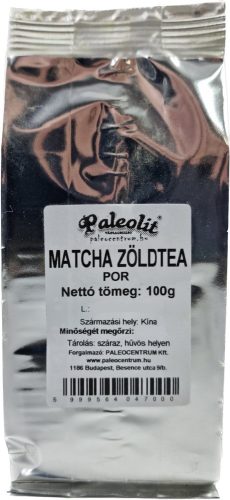 Paleolit
paleocentrum.hu
MATCHA ZÖLDTEA
POR
Nettó tömeg: 100g
L.:
Származási hely: Kína
Minőségét megőrzi:
Tárolás: száraz, hűvös helyen
Forgalmazó: PALEOCENTRUM Kft.
www.paleocentrum.hu
1186 Budapest, Besence utca 9/b.
5 999564 047000